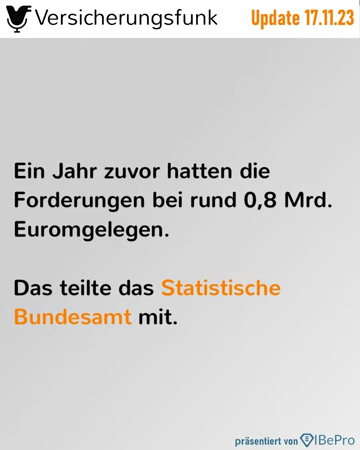 Versicherungsfunk
Update 17.11.23
Ein Jahr zuvor hatten die
Forderungen bei rund 0,8 Mrd.
Euromgelegen.
Das teilte das Statistische
Bundesamt mit.
präsentiert von IBePro